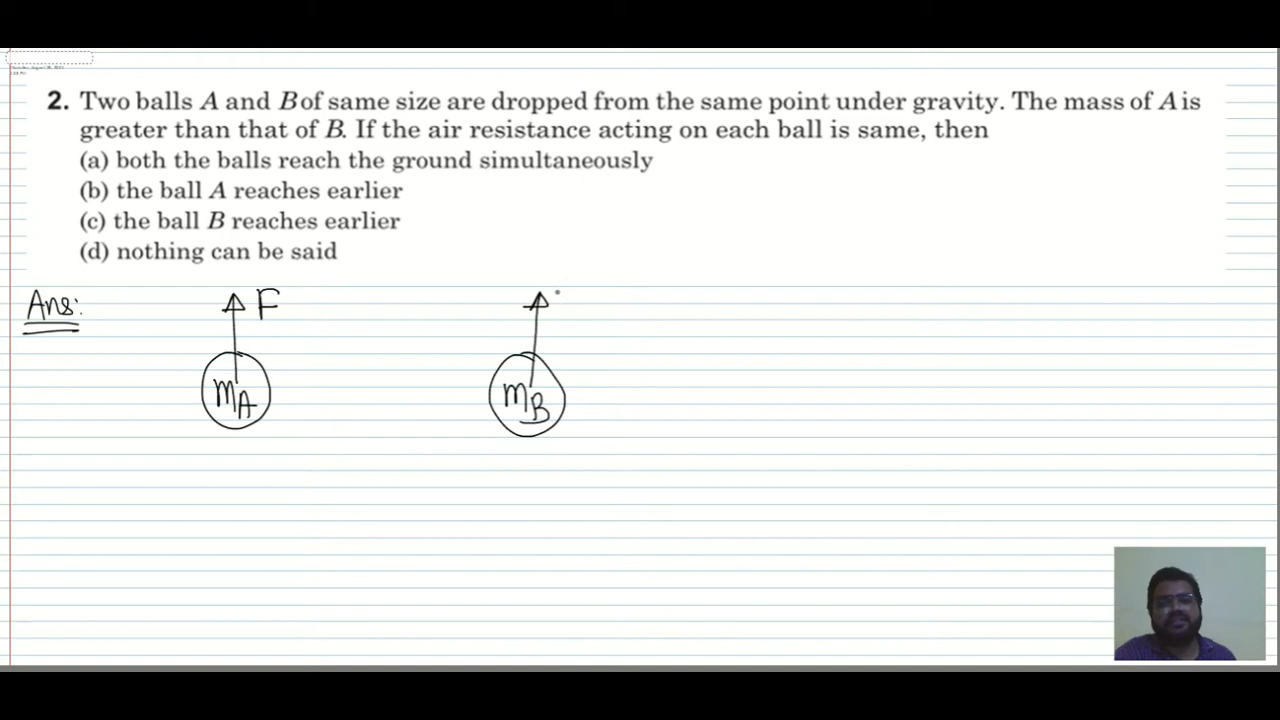 2. Two balls A and B of same size are dropped from the same point under gravity. The mass of A is
greater than that of B. If the air resistance acting on each ball is same, then
(a) both the balls reach the ground simultaneously
(b) the ball A reaches earlier
(c) the ball B reaches earlier
(d) nothing can be said
Ans:
F
mA
mB